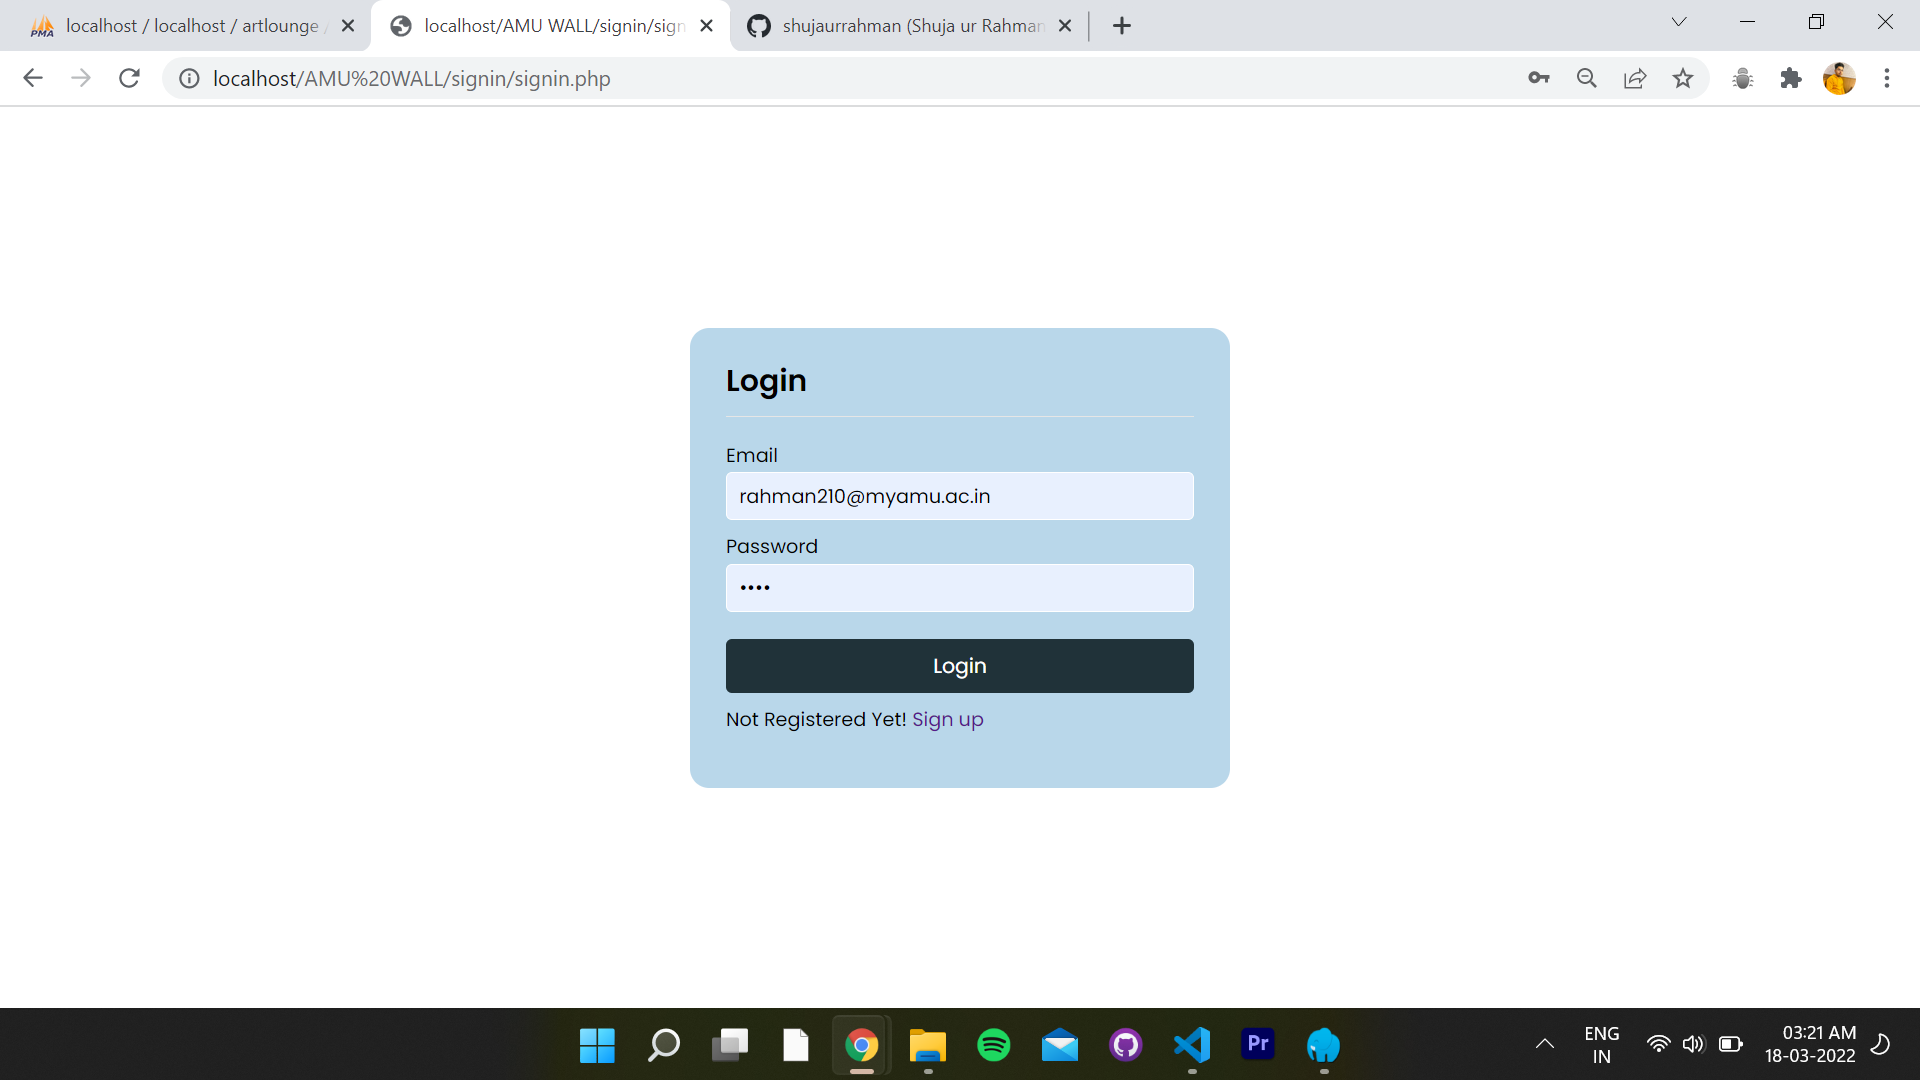 localhost / localhost / artlounge /
localhost/AMU WALL/signin/sign
shujaurrahman (Shuja ur Rahman
localhost/AMU%20WALL/signin/signin.php
Login
Email
rahman210@myamu.ac.in
Password
Login
Not Registered Yet! Sign up
PMA
Pr
ENG
IN
03:21 AM
18-03-2022